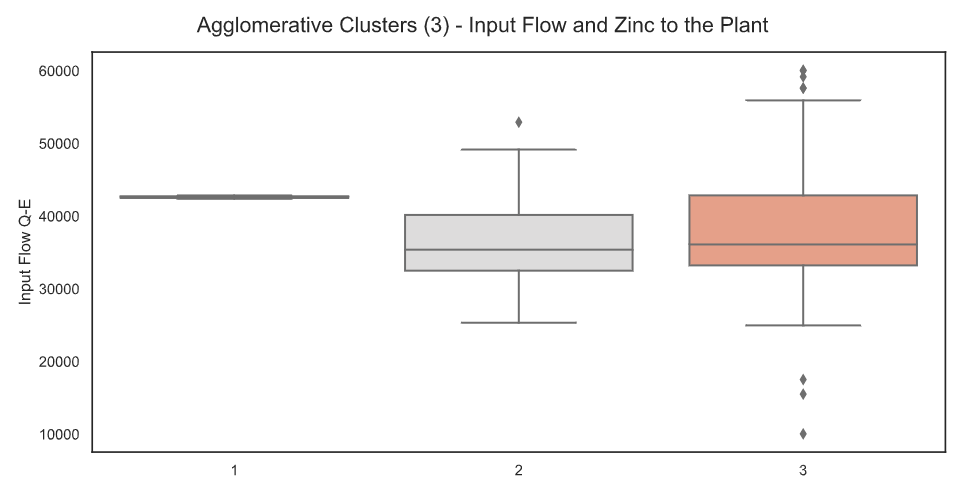 Agglomerative Clusters (3) - Input Flow and Zinc to the Plant
Input Flow Q-E
60000
50000
40000
30000
20000
10000
1 2 3